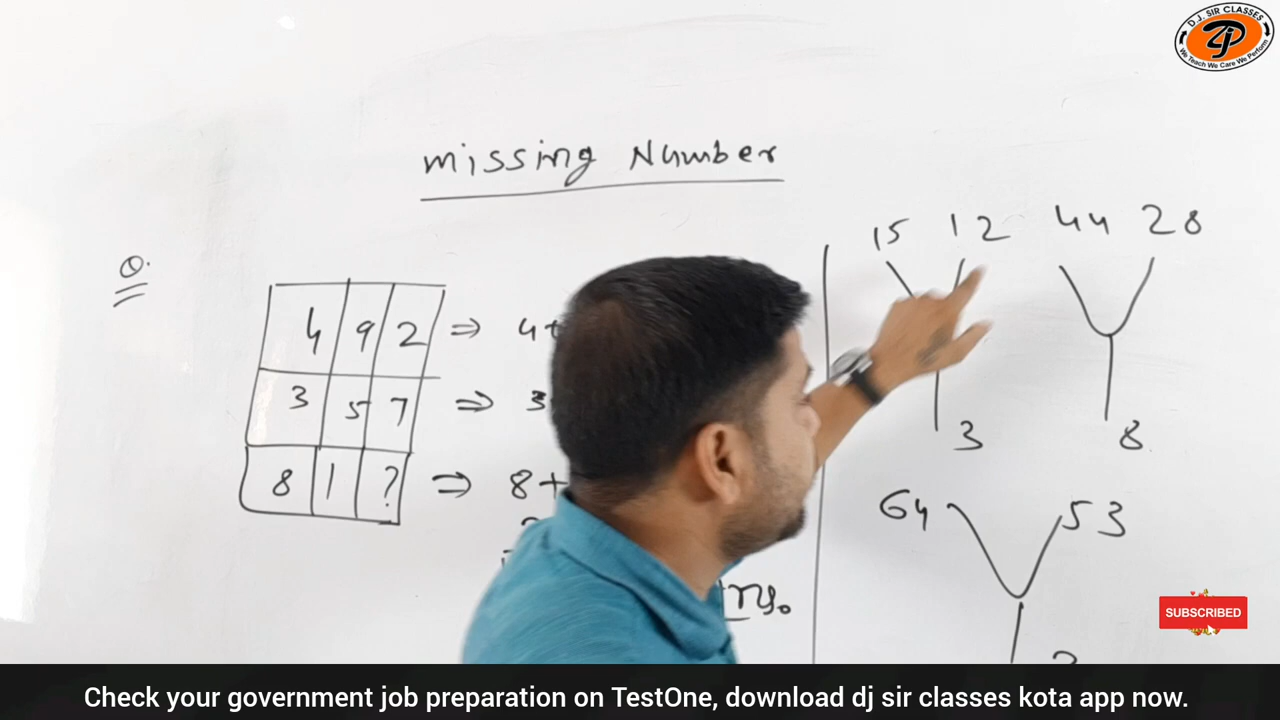 D.J. SIR CLASSES
We Teach We Care We Perform
Missing Number
Q.
4 9 2 ⇒ 4+
3 5 7 ⇒ 3
8 1 ? ⇒ 8+
15 12
3
44 28
8
64 53
SUBSCRIBED
Check your government job preparation on TestOne, download dj sir classes kota app now.